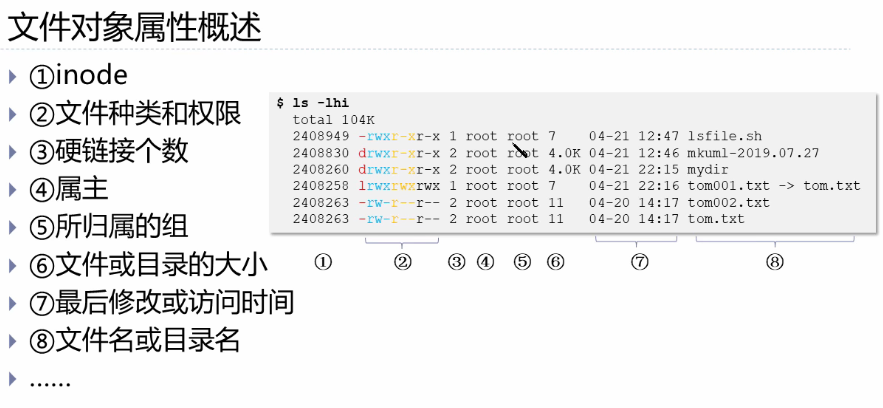 文件对象属性概述
①inode
②文件种类和权限
③硬链接个数
④属主
⑤所归属的组
⑥文件或目录的大小
⑦最后修改或访问时间
⑧文件名或目录名
......
$ ls -lhi
total 104K
2408949 -rwxr-xr-x 1 root root 7 04-21 12:47 lsfile.sh
2408830 drwxr-xr-x 2 root root 4.0K 04-21 12:46 mkuml-2019.07.27
2408260 drwxr-xr-x 2 root root 4.0K 04-21 22:15 mydir
2408258 lrwxrwxrwx 1 root root 7 04-21 22:16 tom001.txt -> tom.txt
2408263 -rw-r--r-- 2 root root 11 04-20 14:17 tom002.txt
2408263 -rw-r--r-- 2 root root 11 04-20 14:17 tom.txt
① ② ③ ④ ⑤ ⑥ ⑦ ⑧